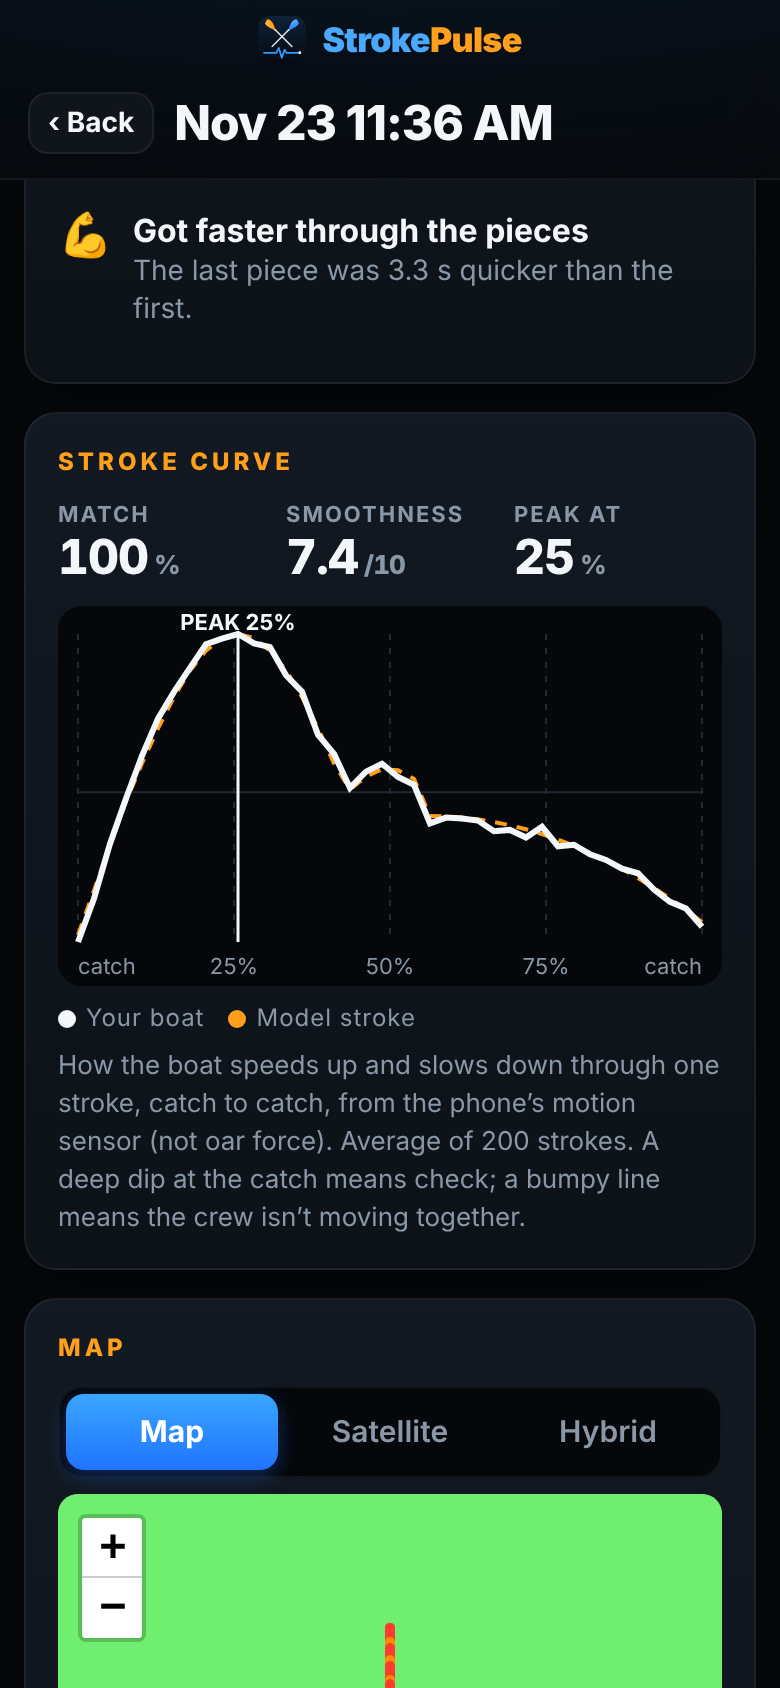 StrokePulse
‹ Back
Nov 23 11:36 AM
Got faster through the pieces
The last piece was 3.3 s quicker than the
first.
STROKE CURVE
MATCH SMOOTHNESS PEAK AT
100 % 7.4 /10 25 %
PEAK 25%
catch 25% 50% 75% catch
Your boat Model stroke
How the boat speeds up and slows down through one
stroke, catch to catch, from the phone’s motion
sensor (not oar force). Average of 200 strokes. A
deep dip at the catch means check; a bumpy line
means the crew isn’t moving together.
MAP
Map Satellite Hybrid
+
−